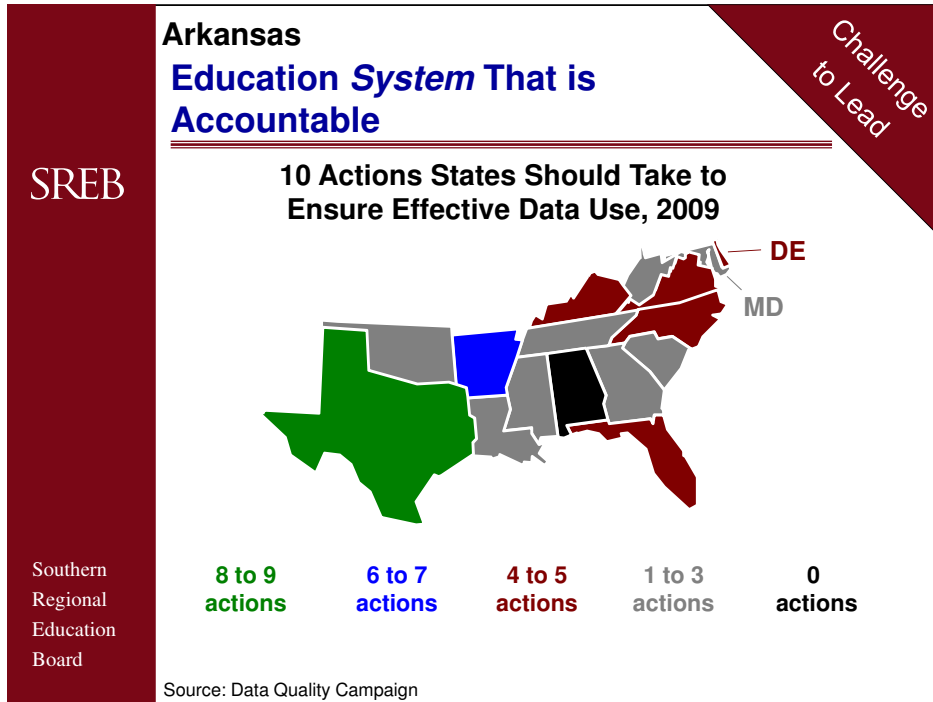 Arkansas
Education System That is
Accountable
Challenge
to Lead
SREB
10 Actions States Should Take to
Ensure Effective Data Use, 2009
DE
MD
8 to 9
actions
6 to 7
actions
4 to 5
actions
1 to 3
actions
0
actions
Southern
Regional
Education
Board
Source: Data Quality Campaign